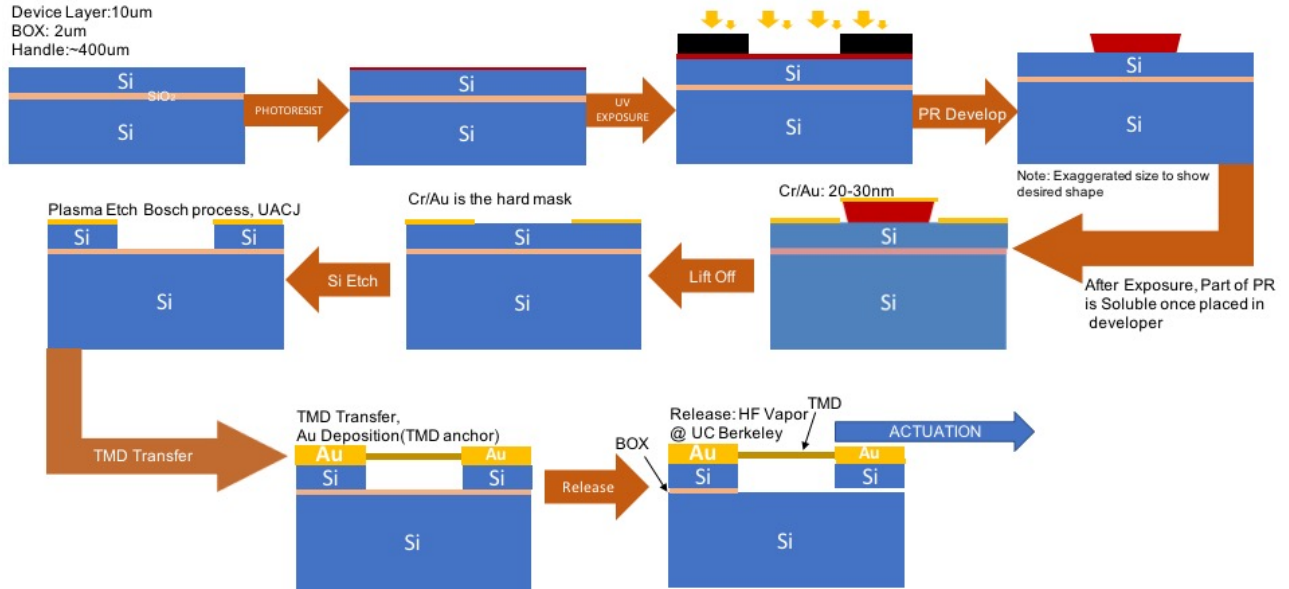 Device Layer:10um
BOX: 2um
Handle:~400um
Si
SiO₂
Si
PHOTORESIST
Si
Si
UV
EXPOSURE
Si
Si
PR Develop
Si
Si
Note: Exaggerated size to show
desired shape
After Exposure, Part of PR
is Soluble once placed in
developer
Cr/Au: 20-30nm
Si
Si
Lift Off
Cr/Au is the hard mask
Si
Si
Si Etch
Plasma Etch Bosch process, UACJ
Si
Si
Si
TMD Transfer
TMD Transfer,
Au Deposition(TMD anchor)
Au
Au
Si
Si
Si
Release
Release: HF Vapor
@ UC Berkeley
TMD
BOX
ACTUATION
Au
Au
Si
Si
Si